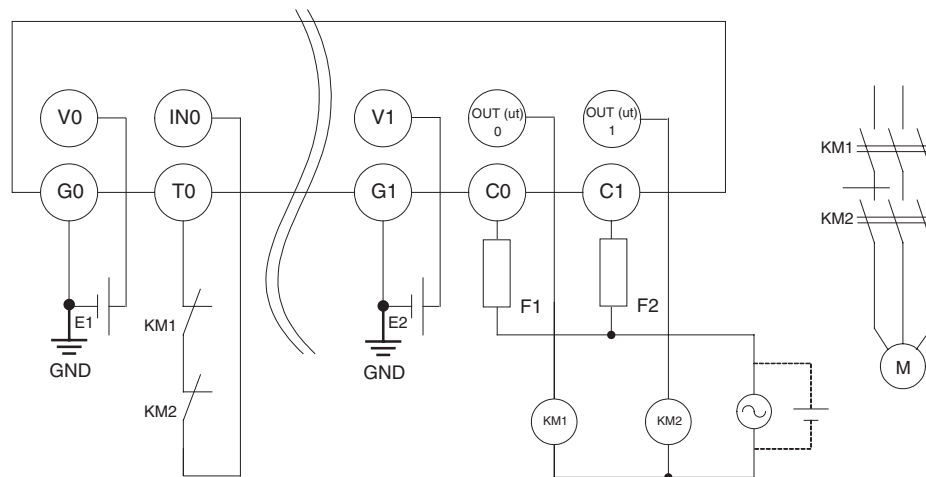 V0
IN0
V1
OUT (ut)
0
OUT (ut)
1
G0
T0
G1
C0
C1
KM1
KM2
E1
GND
KM1
KM2
E2
GND
F1
F2
KM1
KM2
M